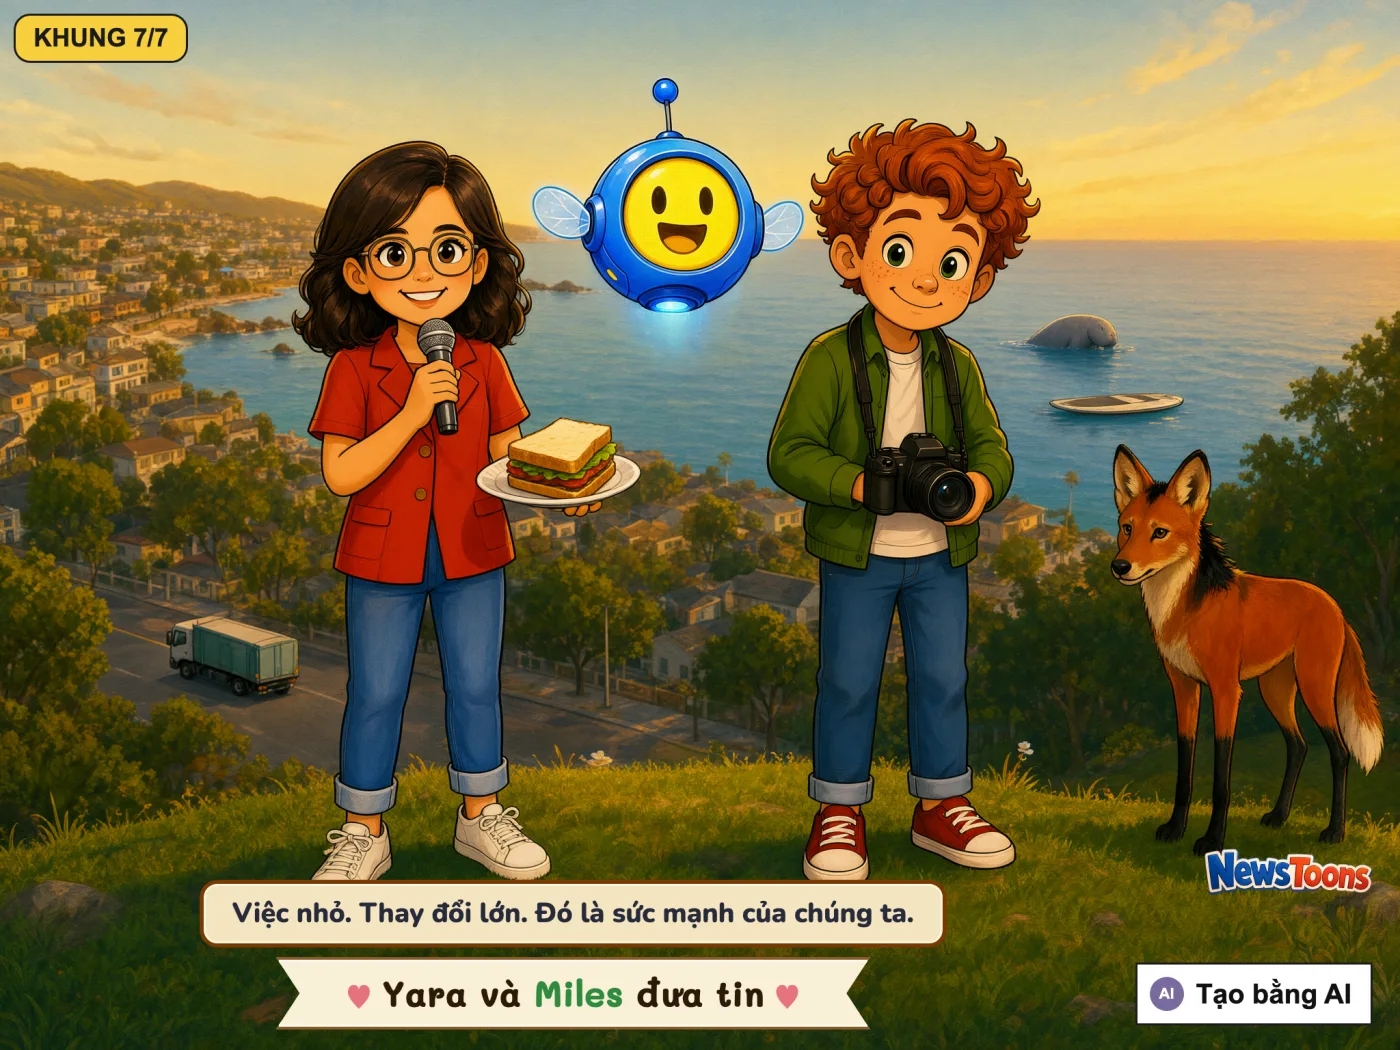 KHUNG 7/7
NewsToons
Việc nhỏ. Thay đổi lớn. Đó là sức mạnh của chúng ta.
Yara và Miles đưa tin
AI Tạo bằng AI